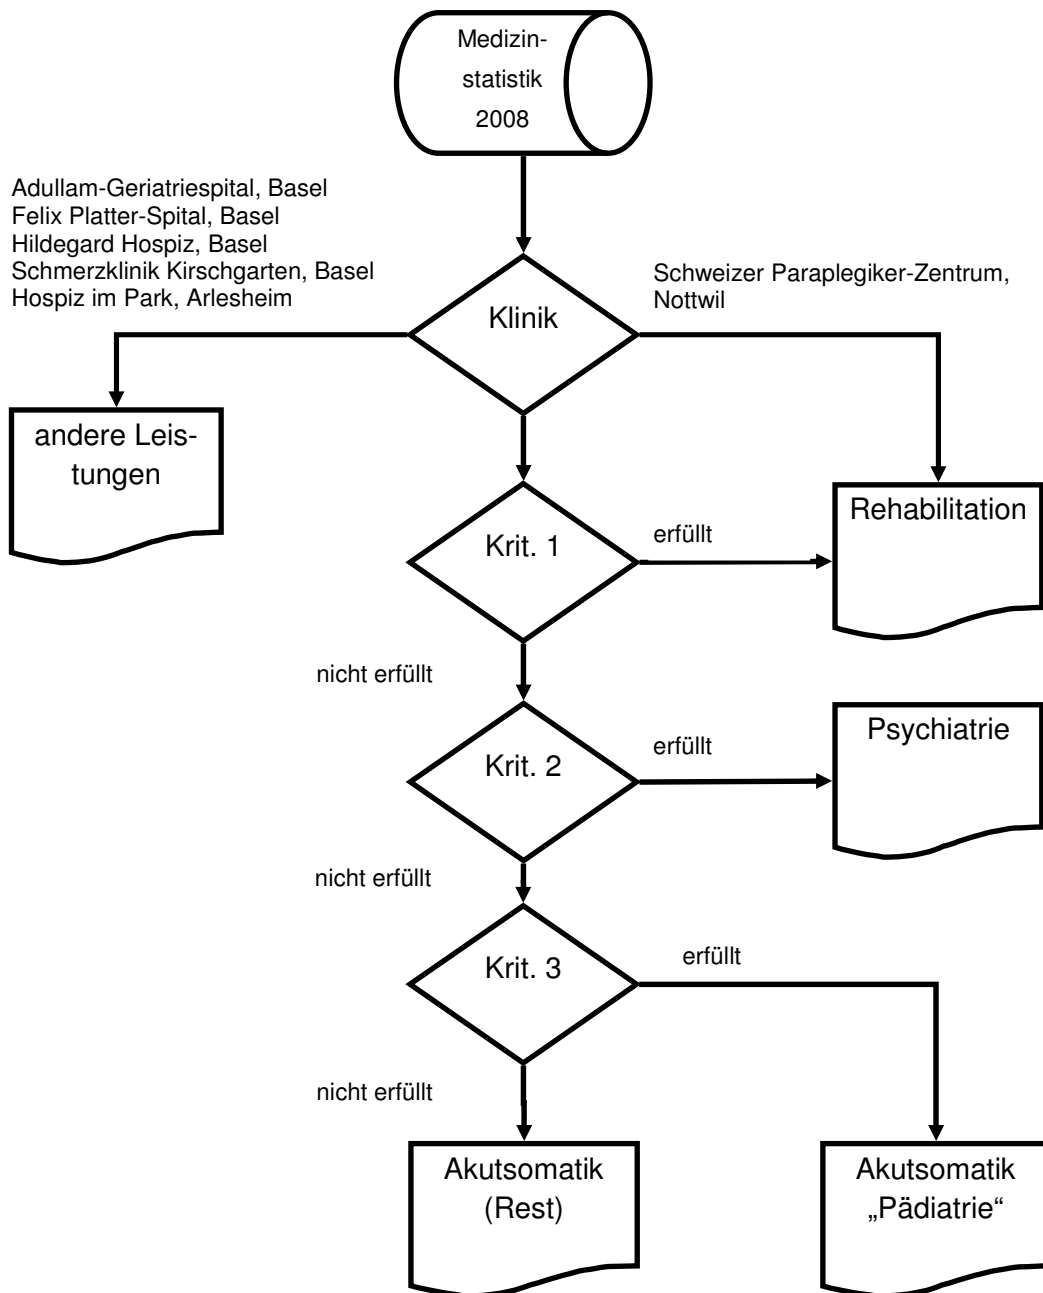 Medizin-
statistik
2008
Adullam-Geriatriespital, Basel
Felix Platter-Spital, Basel
Hildegard Hospiz, Basel
Schmerzklinik Kirschgarten, Basel
Hospiz im Park, Arlesheim
Schweizer Paraplegiker-Zentrum,
Nottwil
Klinik
andere Leis-
tungen
Rehabilitation
Krit. 1
erfüllt
nicht erfüllt
Psychiatrie
Krit. 2
erfüllt
nicht erfüllt
Krit. 3
erfüllt
nicht erfüllt
Akutsomatik
(Rest)
Akutsomatik
„Pädiatrie“